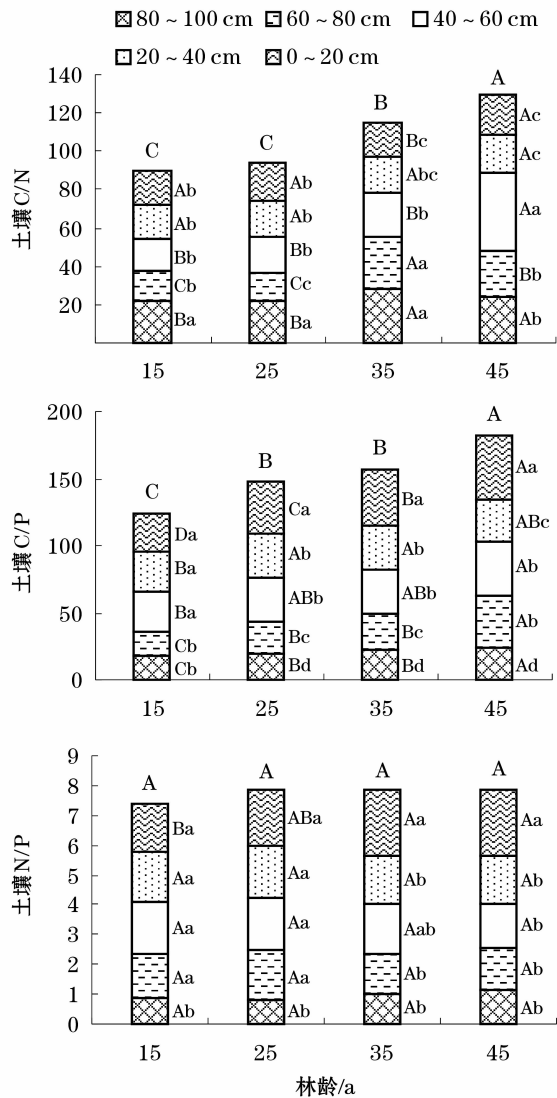 80～100 cm 60～80 cm 40～60 cm
20～40 cm 0～20 cm
土壤C/N
140
120
100
80
60
40
20
C
Ab
Ab
Bb
Cb
Ba
C
Ab
Ab
Bb
Cc
Ba
B
Bc
Abc
Bb
Aa
Aa
A
Ac
Ac
Aa
Bb
Ab
15 25 35 45
土壤C/P
200
150
100
50
0
C
Da
Ba
Ba
Cb
Cb
B
Ca
Ab
ABb
Bc
Bd
B
Ba
Ab
ABb
Bc
Bd
A
Aa
ABc
Ab
Ab
Ad
15 25 35 45
土壤N/P
9
8
7
6
5
4
3
2
1
0
A
Ba
Aa
Aa
Aa
Ab
A
ABa
Aa
Aa
Aa
Ab
A
Aa
Ab
Aab
Ab
Ab
A
Aa
Ab
Ab
Ab
Ab
15 25 35 45
林龄/a